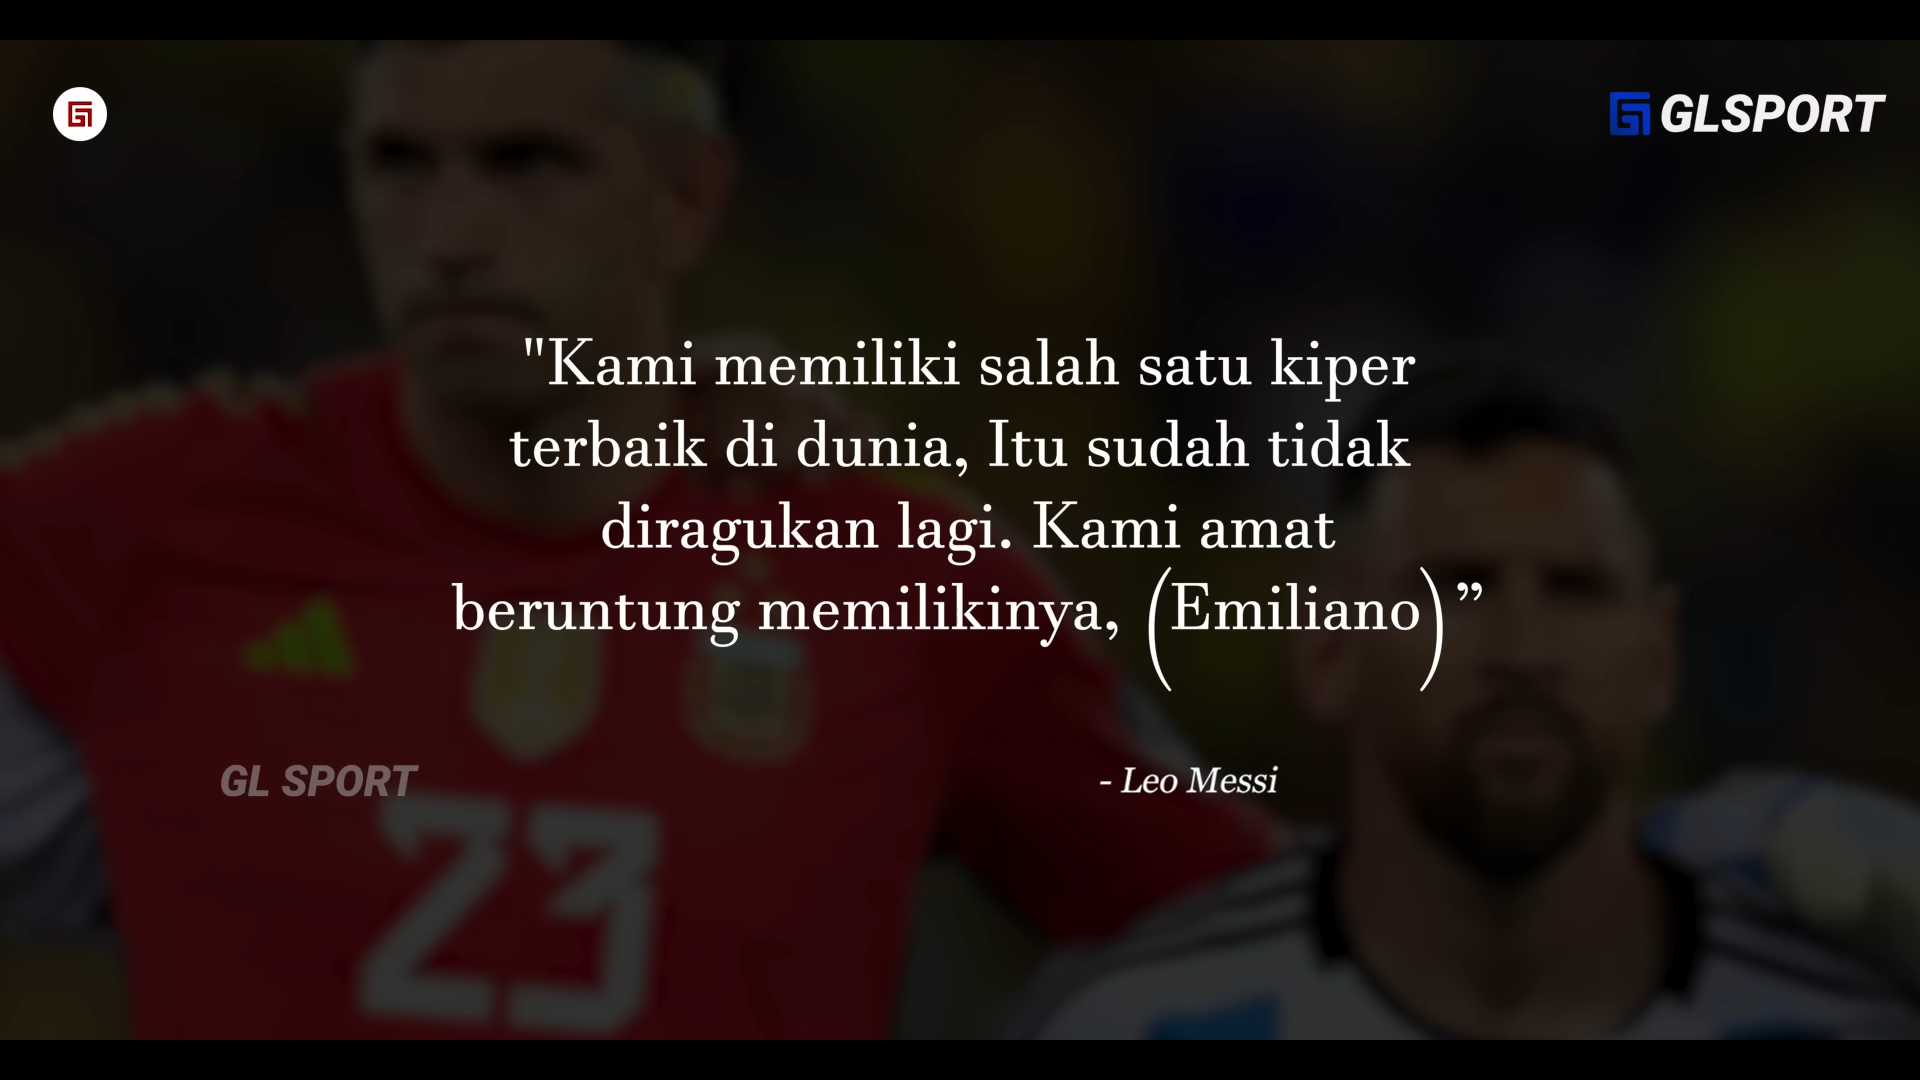 GLSPORT
"Kami memiliki salah satu kiper
terbaik di dunia, Itu sudah tidak
diragukan lagi. Kami amat
beruntung memilikinya, (Emiliano)”
GL SPORT
- Leo Messi
23